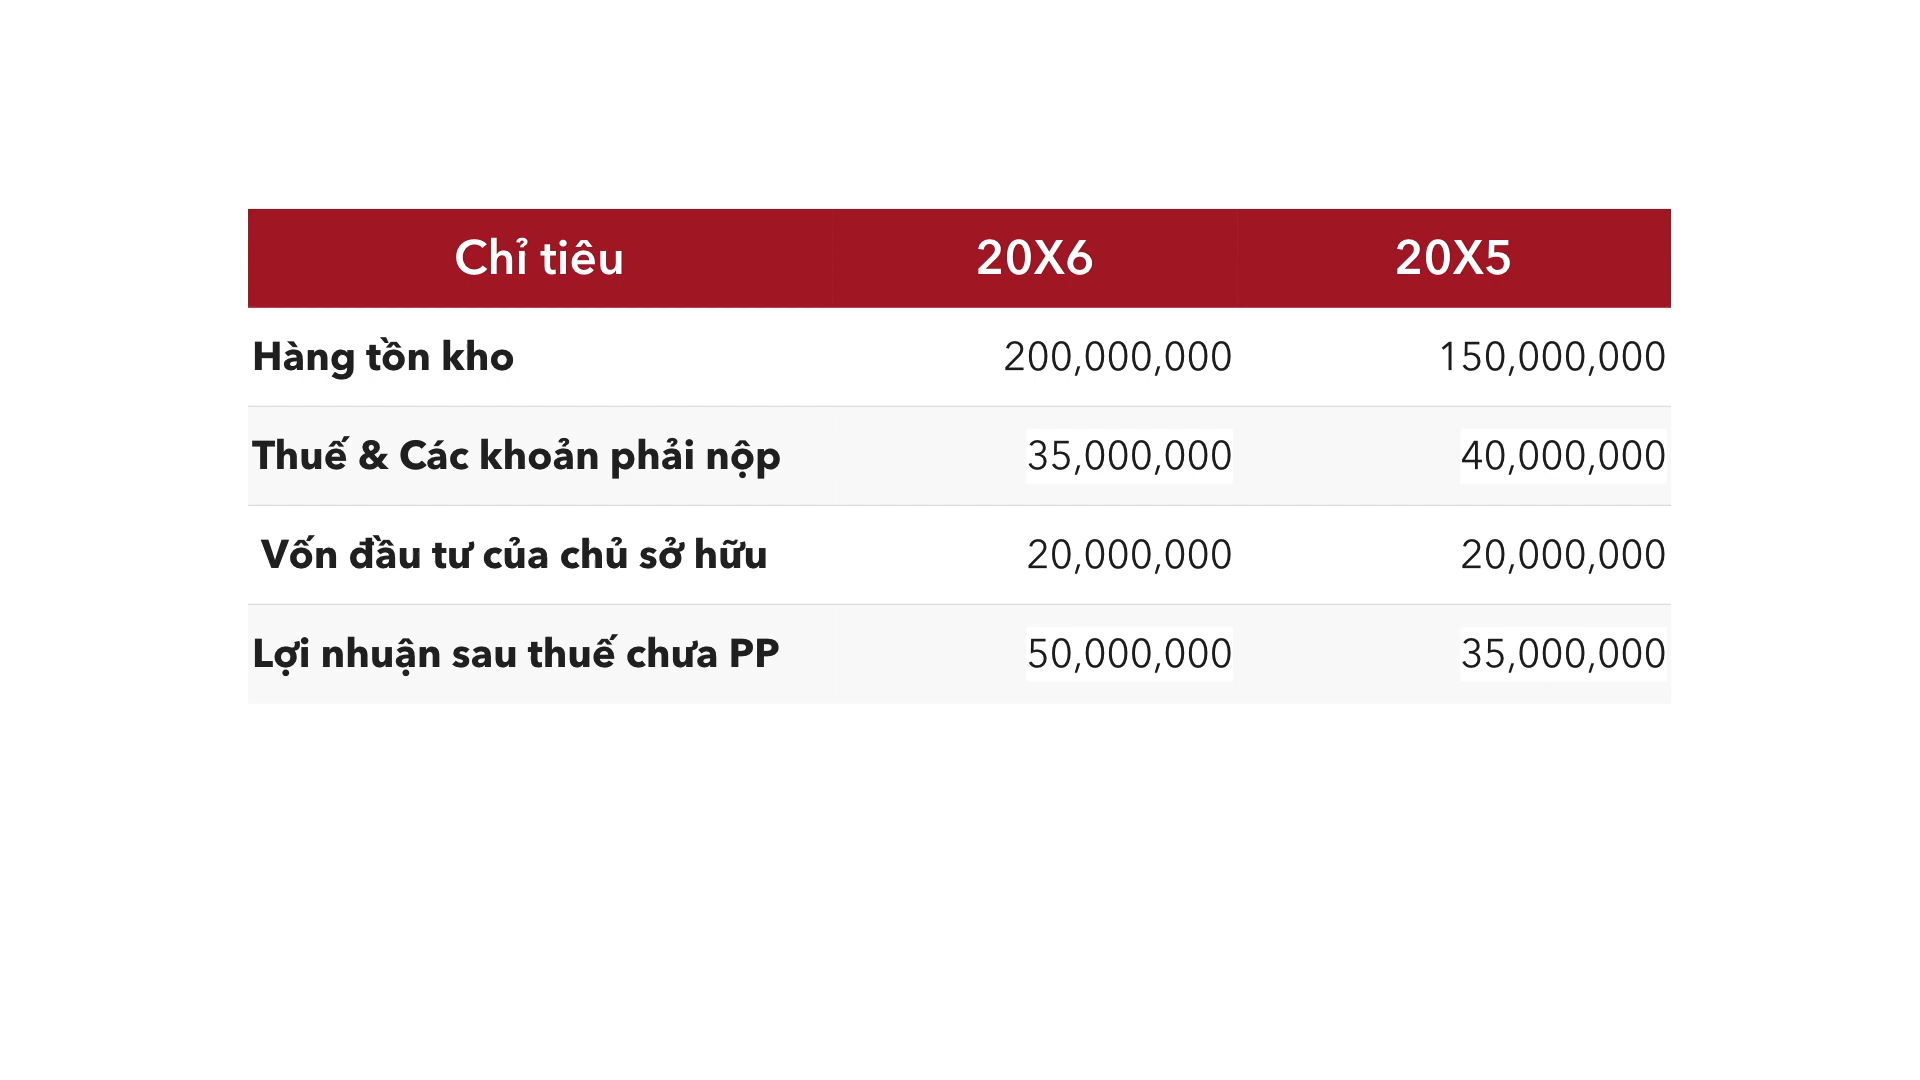 Chỉ tiêu 20X6 20X5
Hàng tồn kho 200,000,000 150,000,000
Thuế & Các khoản phải nộp 35,000,000 40,000,000
Vốn đầu tư của chủ sở hữu 20,000,000 20,000,000
Lợi nhuận sau thuế chưa PP 50,000,000 35,000,000